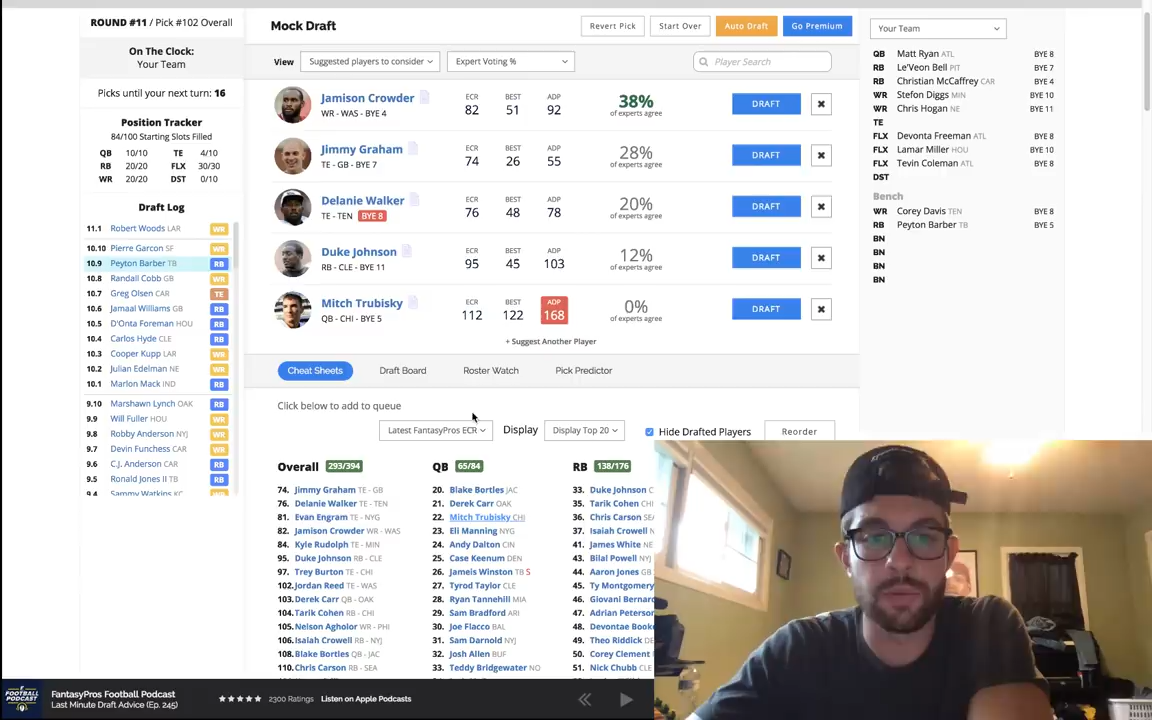 ROUND #11 / Pick #102 Overall
On The Clock:
Your Team
Picks until your next turn: 16
Position Tracker
84/100 Starting Slots Filled
QB 10/10 TE 4/10
RB 20/20 FLX 30/30
WR 20/20 DST 0/10
Draft Log
11.1 Robert Woods LAR WR
10.10 Pierre Garcon SF WR
10.9 Peyton Barber TB RB
10.8 Randall Cobb GB WR
10.7 Greg Olsen CAR TE
10.6 Jamaal Williams GB RB
10.5 D'Onta Foreman HOU RB
10.4 Carlos Hyde CLE RB
10.3 Cooper Kupp LAR WR
10.2 Julian Edelman NE WR
10.1 Marlon Mack IND RB
9.10 Marshawn Lynch OAK RB
9.9 Will Fuller HOU WR
9.8 Robby Anderson NYJ WR
9.7 Devin Funchess CAR WR
9.6 C.J. Anderson CAR RB
9.5 Ronald Jones II TB RB
9.4 Sammy Watkins KC WR
Mock Draft
Revert Pick Start Over Auto Draft Go Premium
View Suggested players to consider Expert Voting % Player Search
Jamison Crowder ECR BEST ADP 38% DRAFT
WR - WAS - BYE 4 82 51 92 of experts agree
Jimmy Graham ECR BEST ADP 28% DRAFT
TE - GB - BYE 7 74 26 55 of experts agree
Delanie Walker ECR BEST ADP 20% DRAFT
TE - TEN BYE 8 76 48 78 of experts agree
Duke Johnson ECR BEST ADP 12% DRAFT
RB - CLE - BYE 11 95 45 103 of experts agree
Mitch Trubisky ECR BEST ADP 0% DRAFT
QB - CHI - BYE 5 112 122 168 of experts agree
+ Suggest Another Player
Cheat Sheets Draft Board Roster Watch Pick Predictor
Click below to add to queue
Latest FantasyPros ECR Display Display Top 20 Hide Drafted Players Reorder
Overall 293/394
74. Jimmy Graham TE - GB
76. Delanie Walker TE - TEN
81. Evan Engram TE - NYG
82. Jamison Crowder WR - WAS
84. Kyle Rudolph TE - MIN
95. Duke Johnson RB - CLE
97. Trey Burton TE - CHI
102. Jordan Reed TE - WAS
103. Derek Carr QB - OAK
104. Tarik Cohen RB - CHI
105. Nelson Agholor WR - PHI
106. Isaiah Crowell RB - NYJ
108. Blake Bortles QB - JAC
110. Chris Carson RB - SEA
QB 65/84
20. Blake Bortles JAC
21. Derek Carr OAK
22. Mitch Trubisky CHI
23. Eli Manning NYG
24. Andy Dalton CIN
25. Case Keenum DEN
26. Jameis Winston TB S
27. Tyrod Taylor CLE
28. Ryan Tannehill MIA
29. Sam Bradford ARI
30. Joe Flacco BAL
31. Sam Darnold NYJ
32. Josh Allen BUF
33. Teddy Bridgewater NO
RB 138/176
33. Duke Johnson C
35. Tarik Cohen CHI
36. Chris Carson SEA
37. Isaiah Crowell N
41. James White NE
43. Bilal Powell NYJ
44. Aaron Jones GB
45. Ty Montgomery
46. Giovani Bernard
47. Adrian Peterson
48. Devontae Book
49. Theo Riddick DE
50. Corey Clement
51. Nick Chubb CLE
Your Team
QB Matt Ryan ATL BYE 8
RB Le'Veon Bell PIT BYE 7
RB Christian McCaffrey CAR BYE 4
WR Stefon Diggs MIN BYE 10
WR Chris Hogan NE BYE 11
TE
FLX Devonta Freeman ATL BYE 8
FLX Lamar Miller HOU BYE 10
FLX Tevin Coleman ATL BYE 8
DST
Bench
WR Corey Davis TEN BYE 8
RB Peyton Barber TB BYE 5
BN
BN
BN
BN
FOOTBALL PODCAST
FantasyPros Football Podcast
Last Minute Draft Advice (Ep. 245)
2300 Ratings Listen on Apple Podcasts